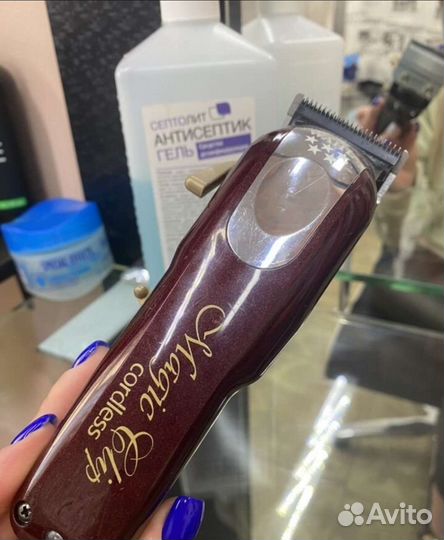 СЕПТОЛИТ
АНТИСЕПТИК
ГЕЛЬ
Magic Clip
cordless
Avito